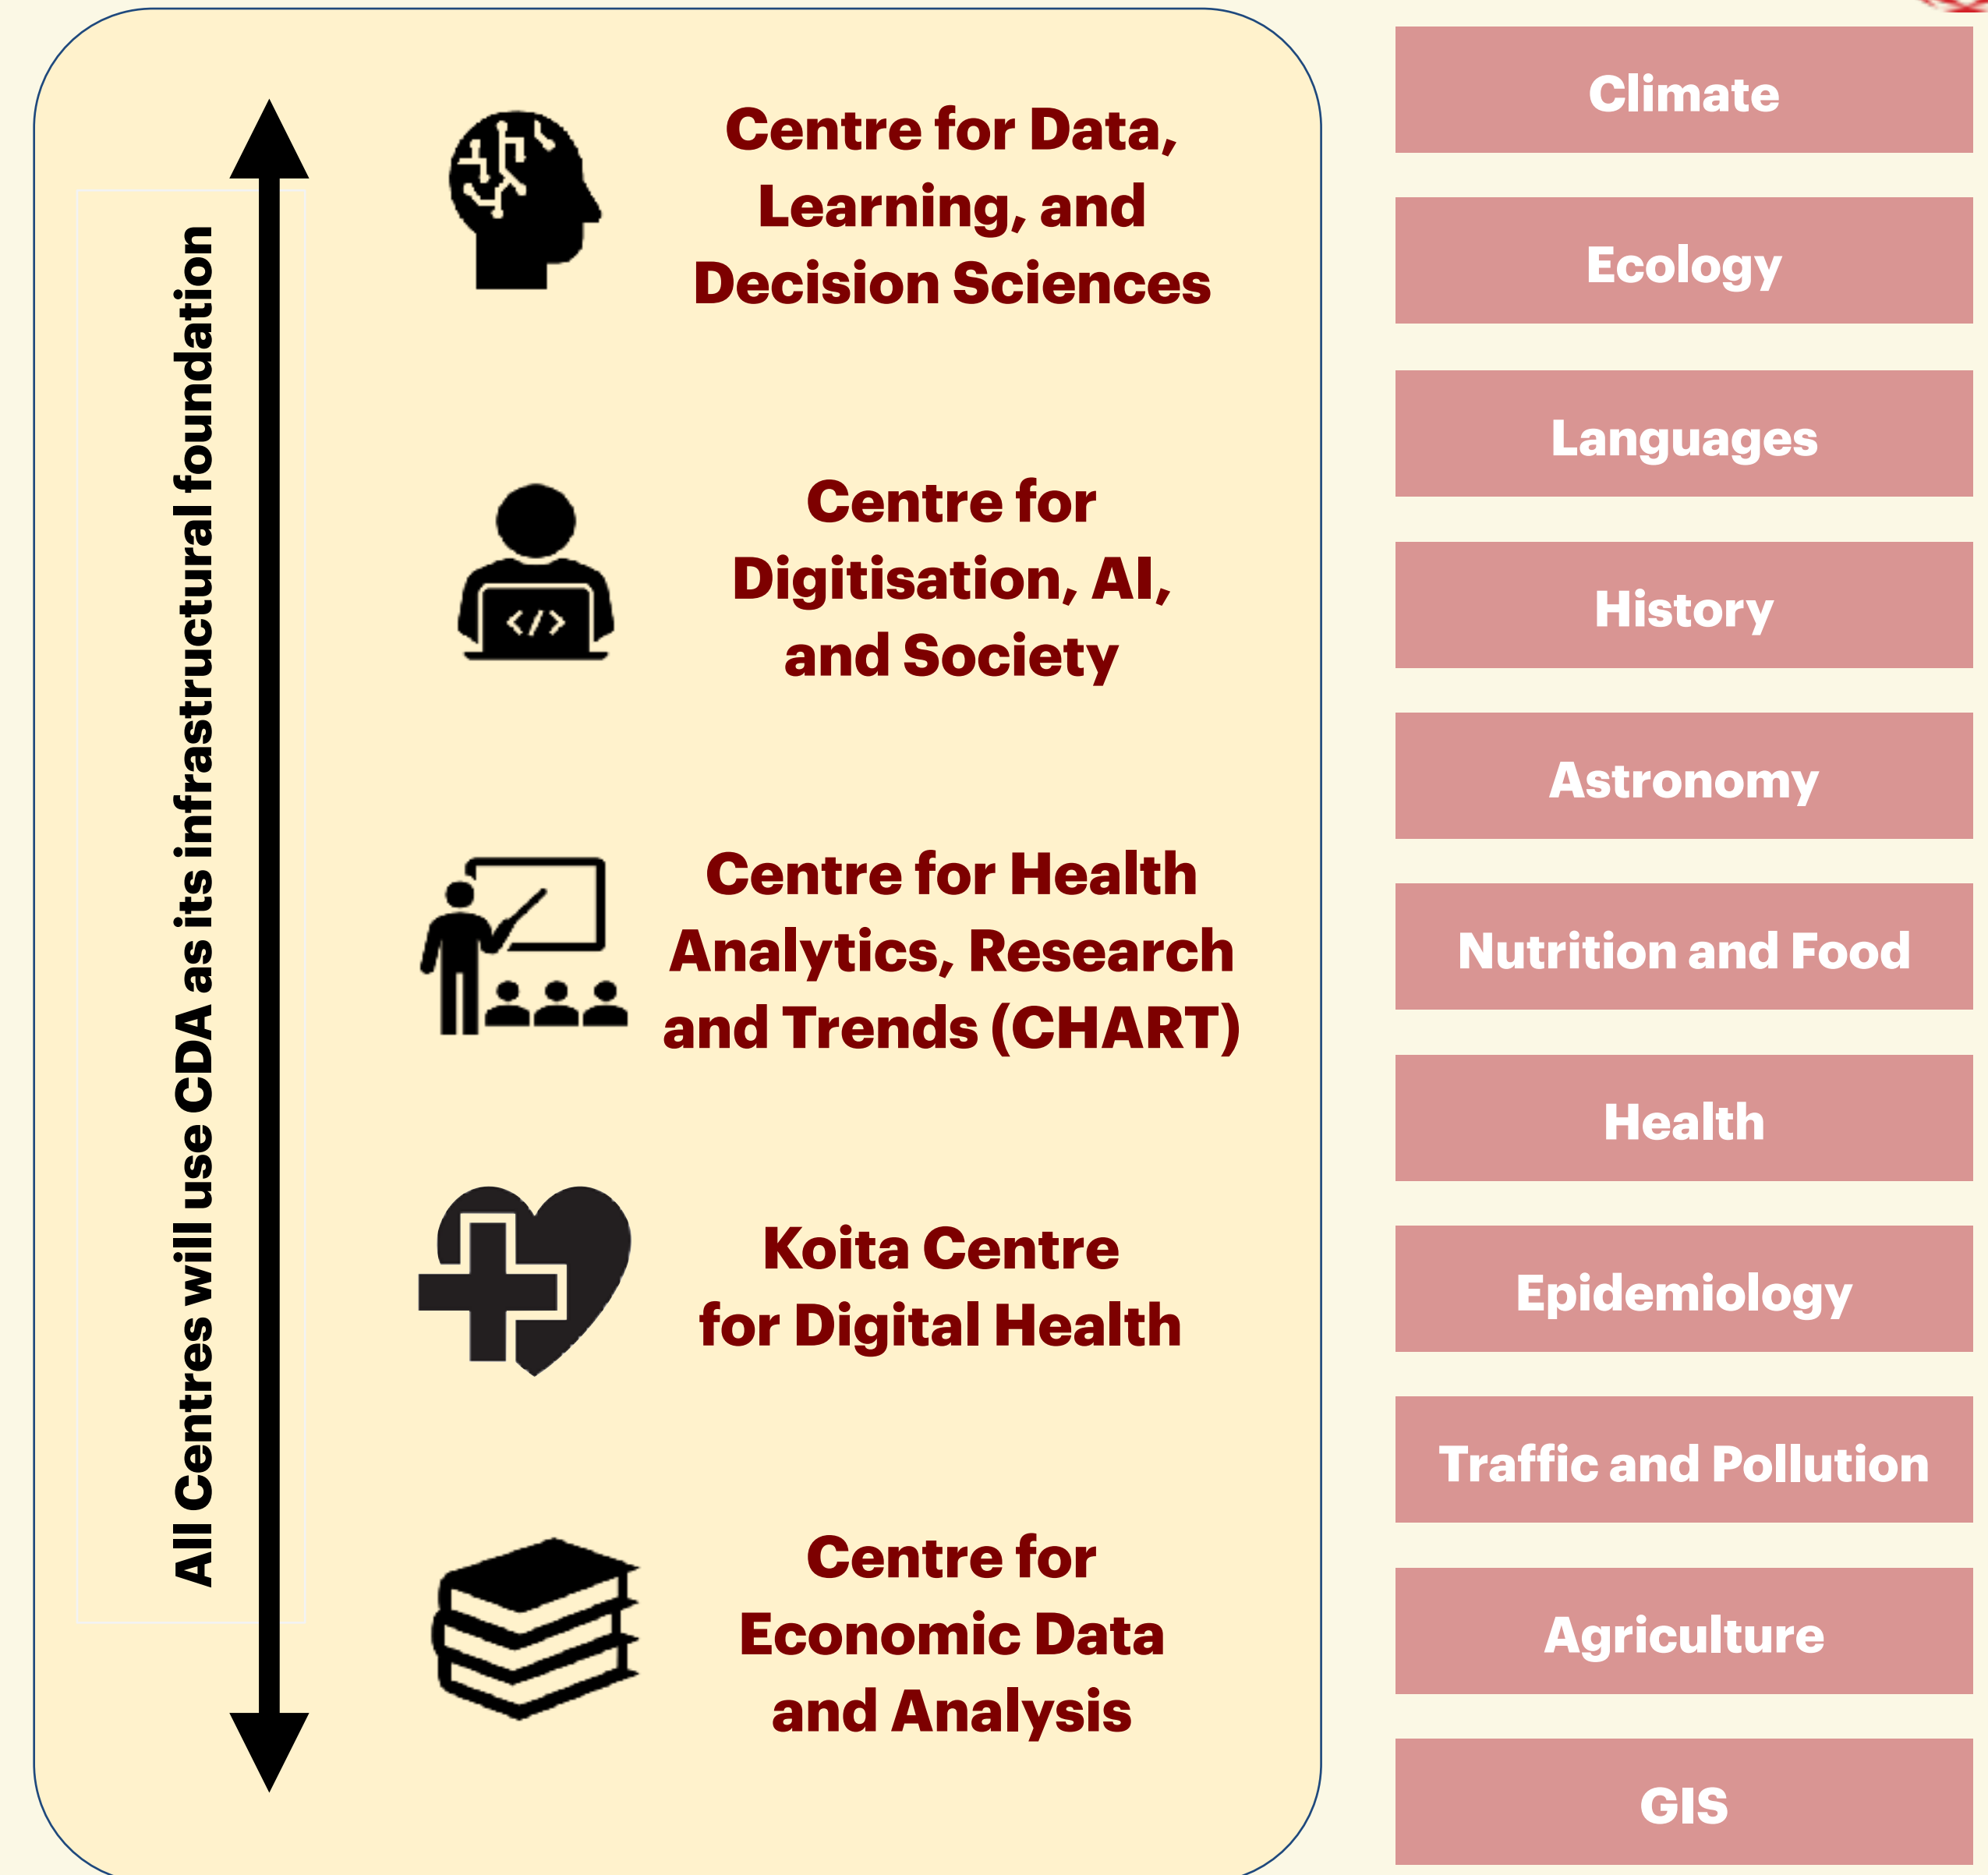 All Centres will use CDA as its infrastructural foundation
Centre for Data,
Learning, and
Decision Sciences
Centre for
Digitisation, AI,
and Society
</>
Centre for Health
Analytics, Research
and Trends (CHART)
Koita Centre
for Digital Health
Centre for
Economic Data
and Analysis
Climate
Ecology
Languages
History
Astronomy
Nutrition and Food
Health
Epidemiology
Traffic and Pollution
Agriculture
GIS